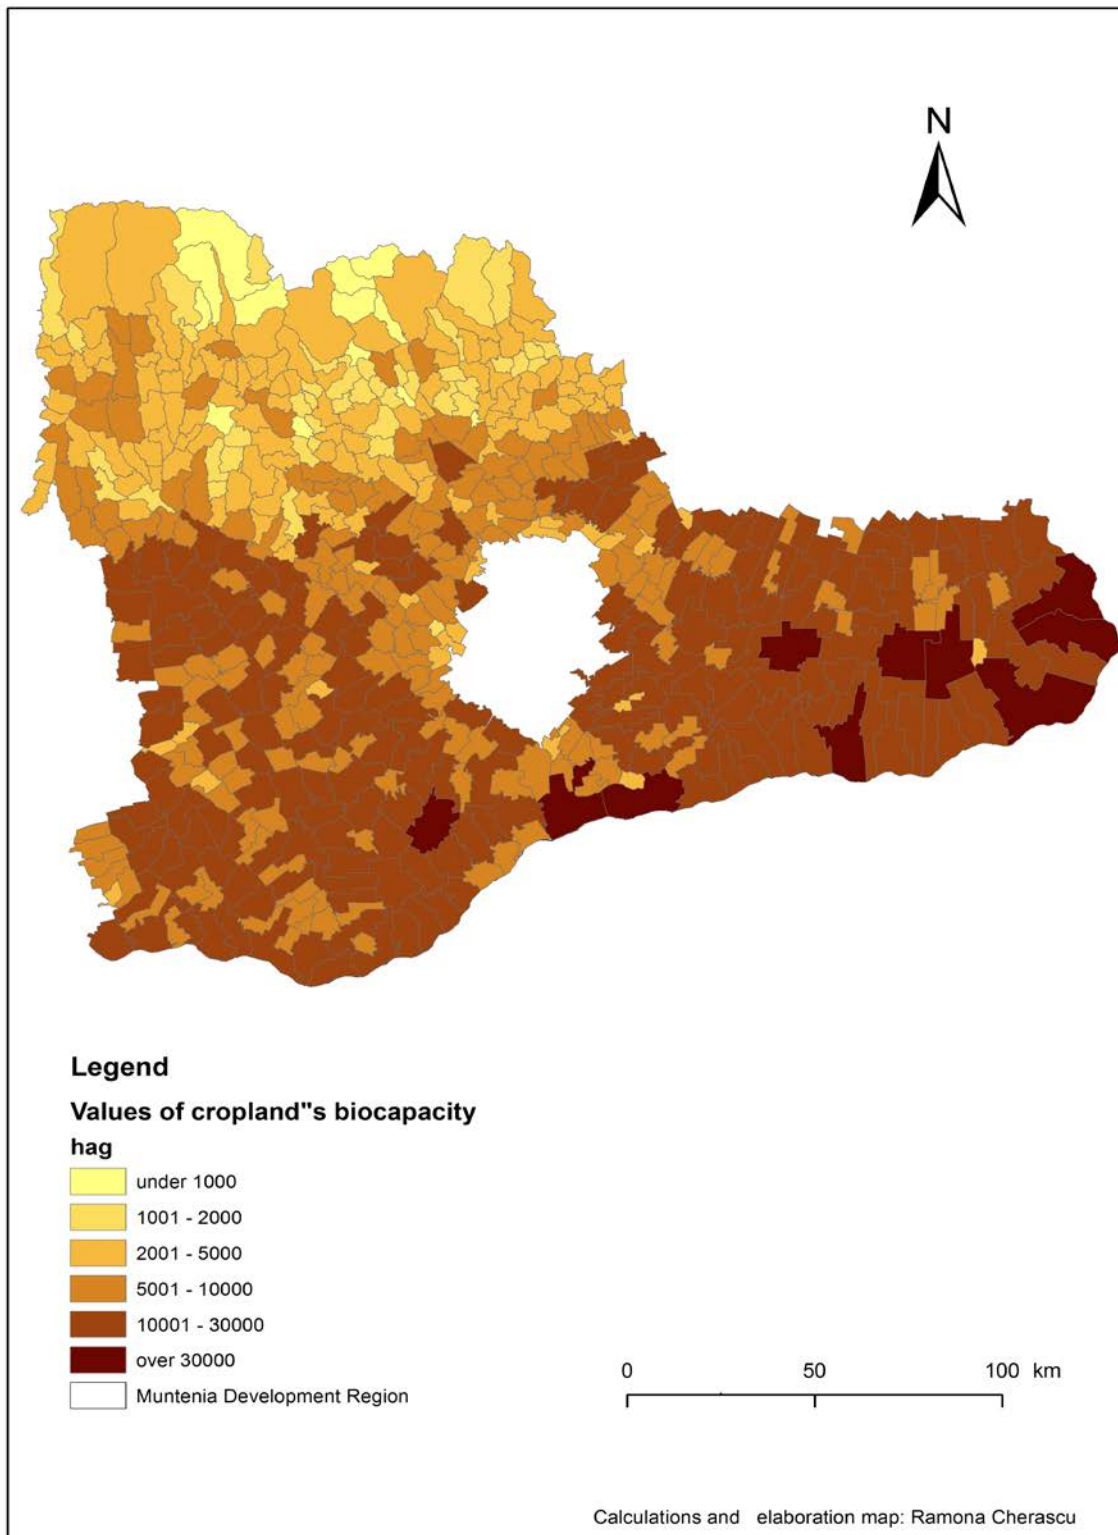 N
Legend
Values of cropland"s biocapacity
hag
under 1000
1001 - 2000
2001 - 5000
5001 - 10000
10001 - 30000
over 30000
Muntenia Development Region
0 50 100 km
Calculations and elaboration map: Ramona Cherascu